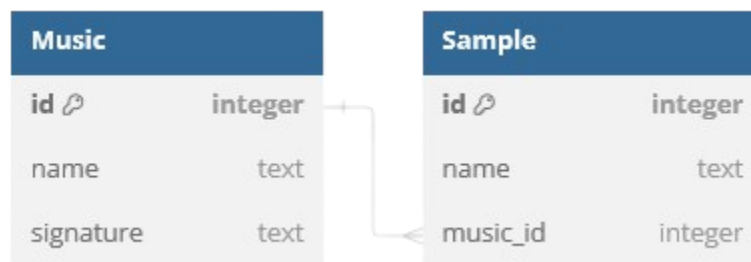 Music
id integer
name text
signature text
Sample
id integer
name text
music_id integer